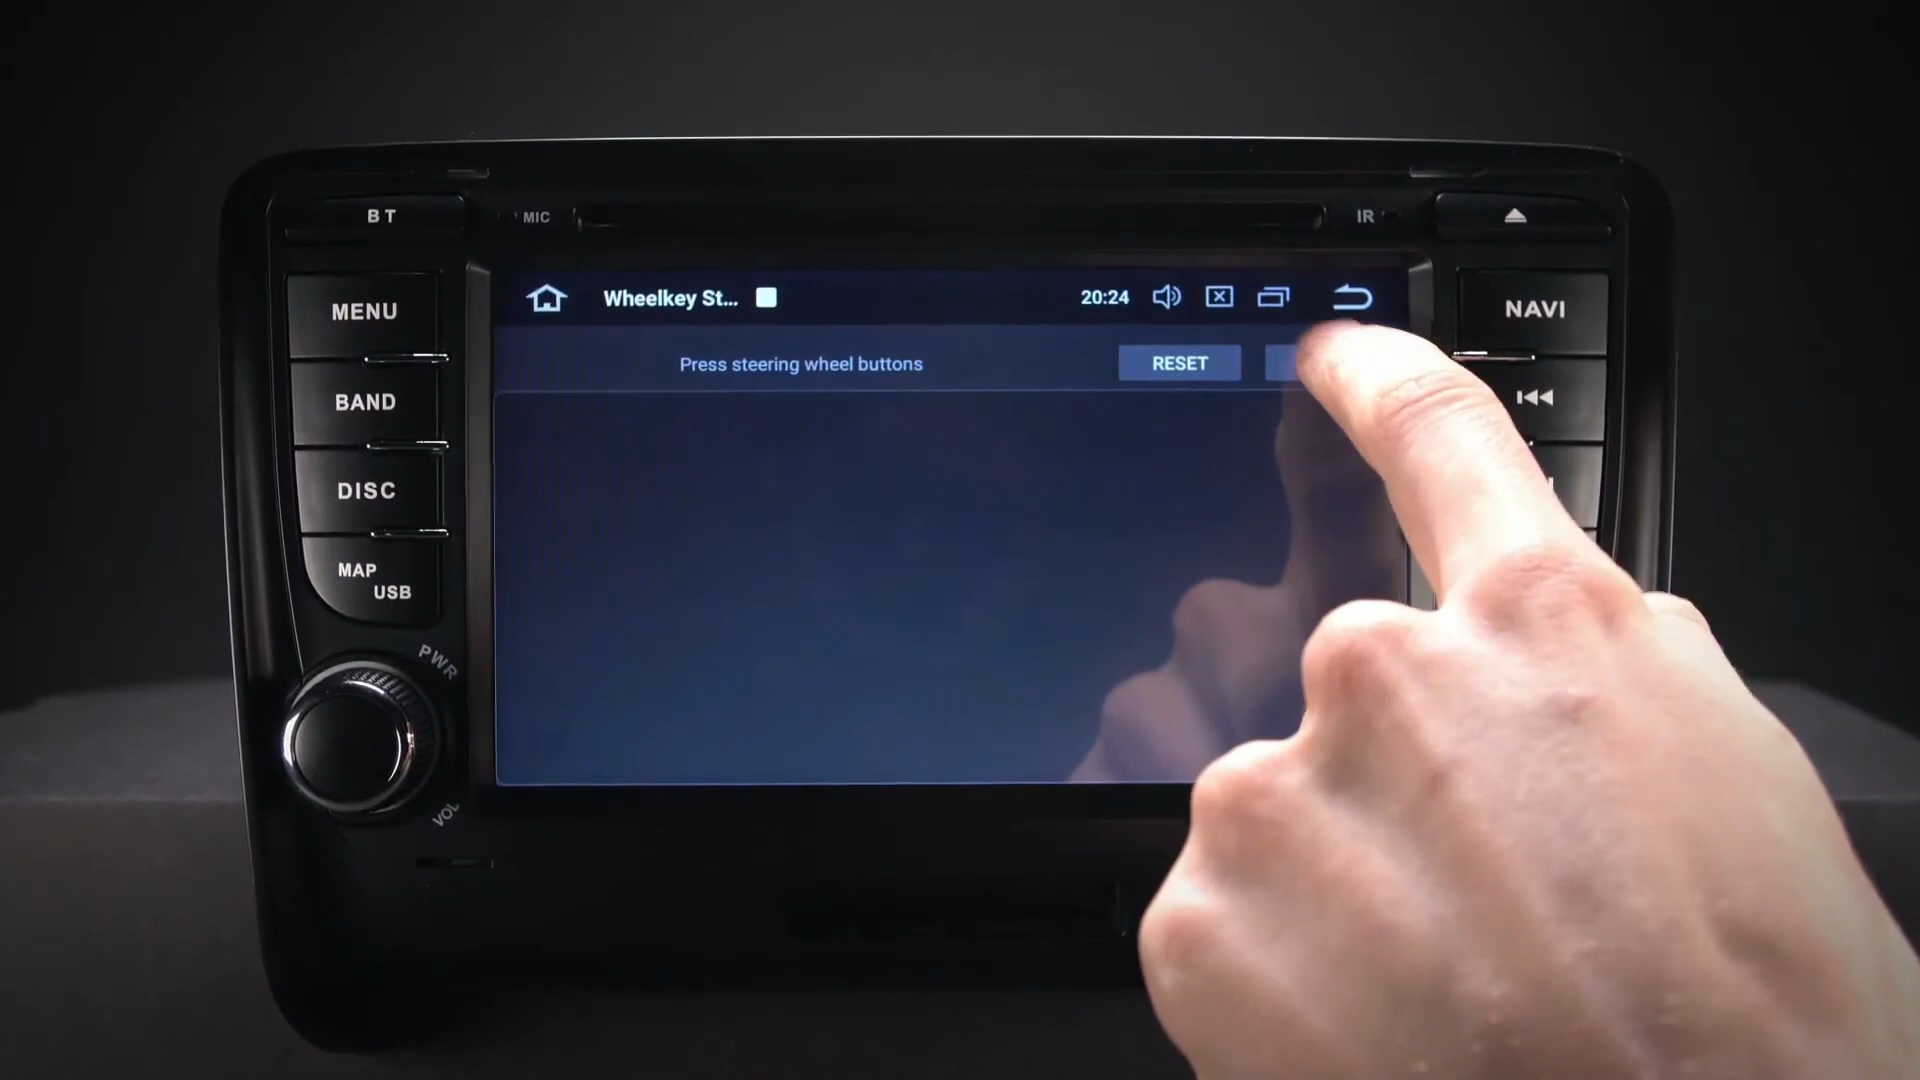 BT
MIC
IR
MENU
BAND
DISC
MAP
USB
PWR
VOL
Wheelkey St...
20:24
Press steering wheel buttons
RESET
NAVI